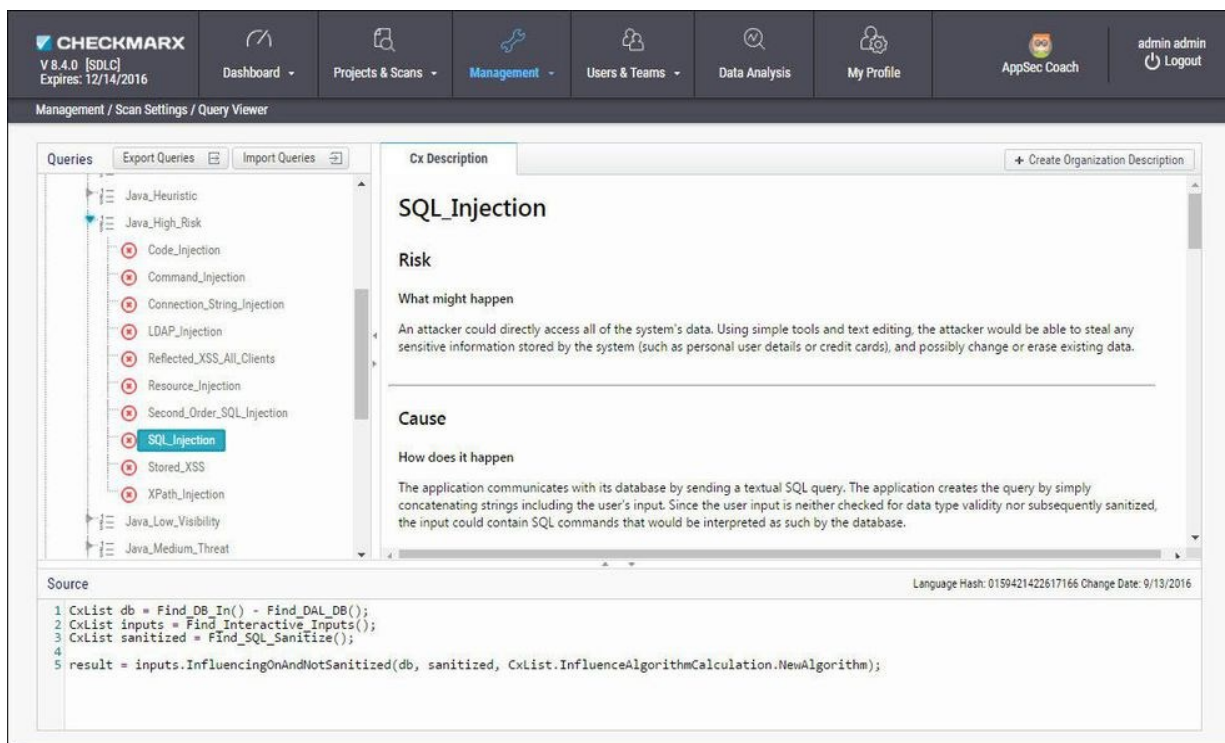 CHECKMARX
V 8.4.0 [SDLC]
Expires: 12/14/2016
Dashboard
Projects & Scans
Management
Users & Teams
Data Analysis
My Profile
AppSec Coach
admin admin
Logout
Management / Scan Settings / Query Viewer
Queries
Export Queries
Import Queries
Java_Heuristic
Java_High_Risk
Code_Injection
Command_Injection
Connection_String_Injection
LDAP_Injection
Reflected_XSS_All_Clients
Resource_Injection
Second_Order_SQL_Injection
SQL_Injection
Stored_XSS
XPath_Injection
Java_Low_Visibility
Java_Medium_Threat
Cx Description
+ Create Organization Description
SQL_Injection
Risk
What might happen
An attacker could directly access all of the system's data. Using simple tools and text editing, the attacker would be able to steal any
sensitive information stored by the system (such as personal user details or credit cards), and possibly change or erase existing data.
Cause
How does it happen
The application communicates with its database by sending a textual SQL query. The application creates the query by simply
concatenating strings including the user's input. Since the user input is neither checked for data type validity nor subsequently sanitized,
the input could contain SQL commands that would be interpreted as such by the database.
Source
Language Hash: 0159421422617166 Change Date: 9/13/2016
1 CxList db = Find_DB_In() - Find_DAL_DB();
2 CxList inputs = Find_Interactive_Inputs();
3 CxList sanitized = Find_SQL_Sanitize();
4
5 result = inputs.InfluencingOnAndNotSanitized(db, sanitized, CxList.InfluenceAlgorithmCalculation.NewAlgorithm);